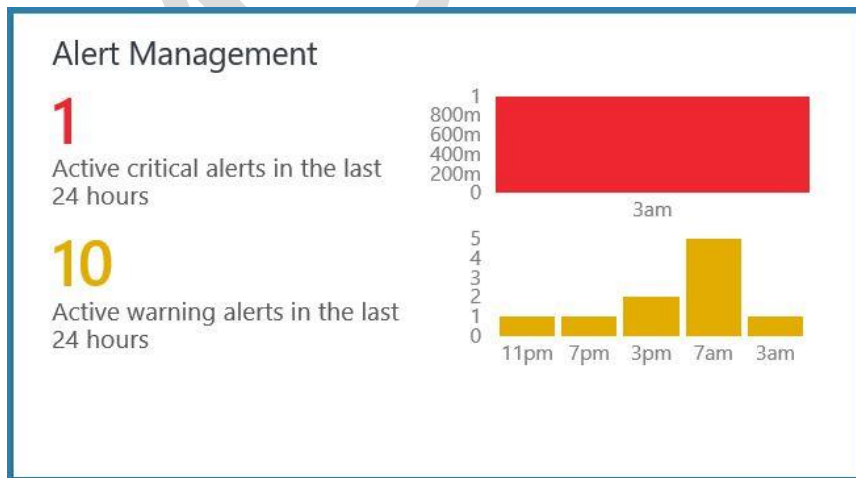 Alert Management
1
Active critical alerts in the last
24 hours
1
800m
600m
400m
200m
0
3am
10
Active warning alerts in the last
24 hours
5
4
3
2
1
0
11pm 7pm 3pm 7am 3am